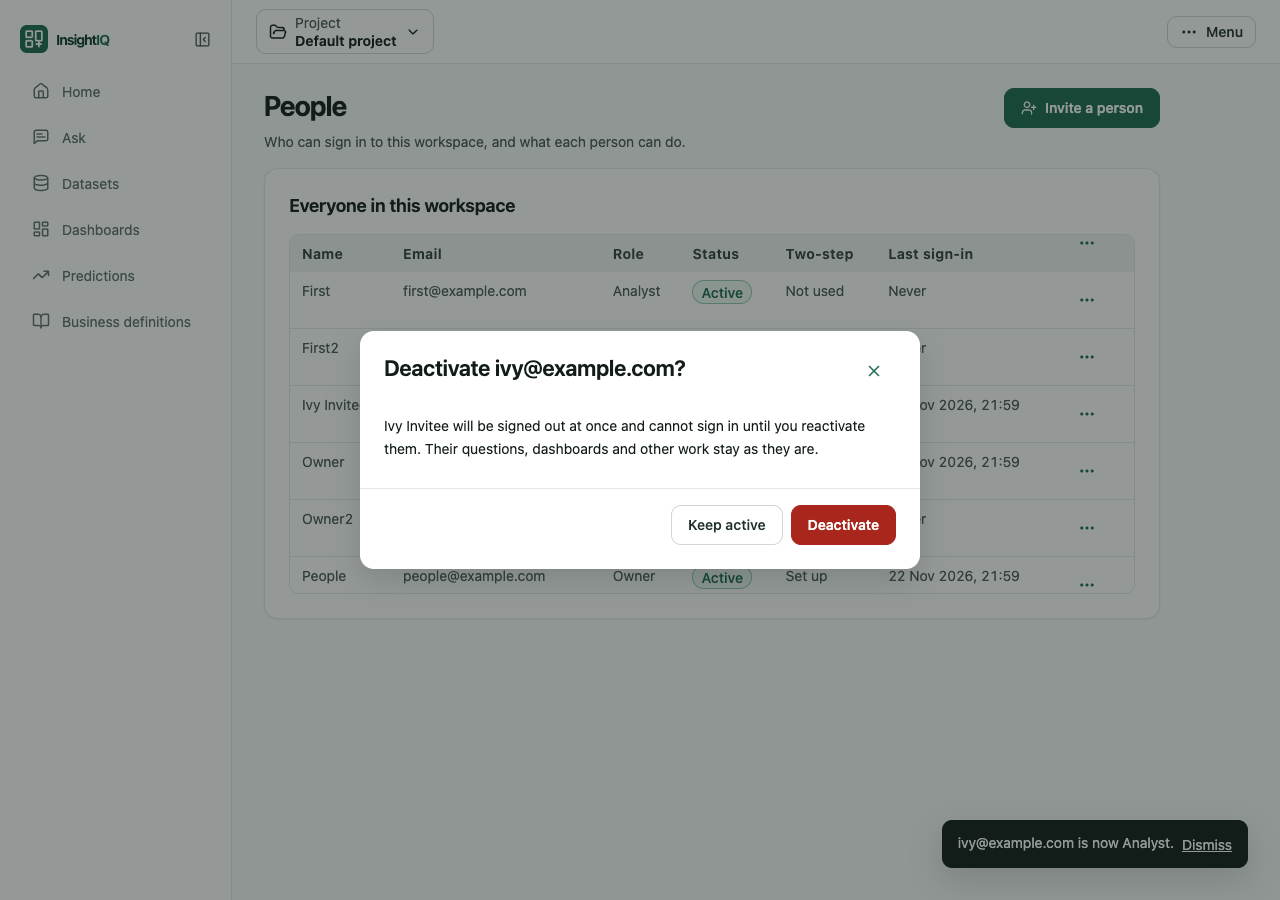 InsightIQ
Project
Default project
Menu
Home
Ask
Datasets
Dashboards
Predictions
Business definitions
People
Invite a person
Who can sign in to this workspace, and what each person can do.
Everyone in this workspace
Name Email Role Status Two-step Last sign-in
First first@example.com Analyst Active Not used Never
First2
Ivy
21:59
Owner
21:59
Owner2
People people@example.com Owner Active Set up 22 Nov 2026, 21:59
Deactivate ivy@example.com?
Ivy Invitee will be signed out at once and cannot sign in until you reactivate
them. Their questions, dashboards and other work stay as they are.
Keep active
Deactivate
ivy@example.com is now Analyst. Dismiss